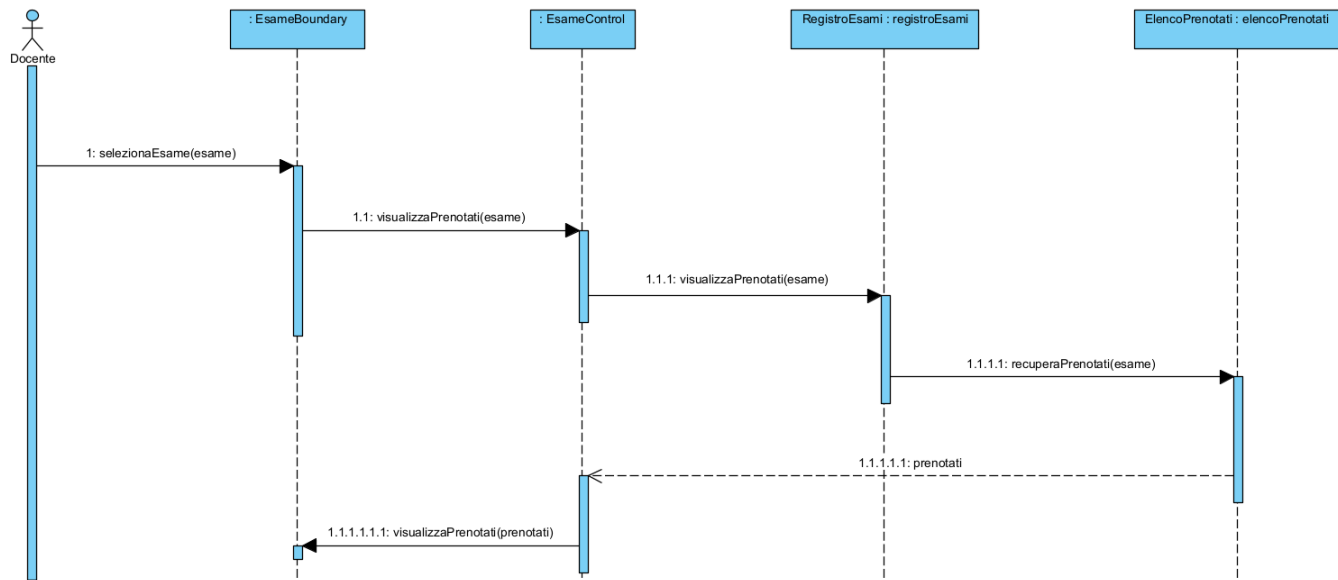 : EsameBoundary
: EsameControl
RegistroEsami : registroEsami
ElencoPrenotati : elencoPrenotati
Docente
1: selezionaEsame(esame)
1.1: visualizzaPrenotati(esame)
1.1.1: visualizzaPrenotati(esame)
1.1.1.1: recuperaPrenotati(esame)
1.1.1.1.1: prenotati
1.1.1.1.1.1: visualizzaPrenotati(prenotati)